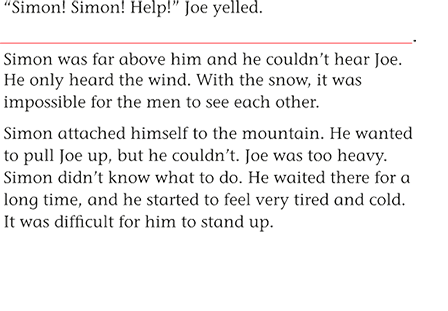 “Simon! Simon! Help!” Joe yelled.
.
Simon was far above him and he couldn’t hear Joe.
He only heard the wind. With the snow, it was
impossible for the men to see each other.
Simon attached himself to the mountain. He wanted
to pull Joe up, but he couldn’t. Joe was too heavy.
Simon didn’t know what to do. He waited there for a
long time, and he started to feel very tired and cold.
It was difficult for him to stand up.